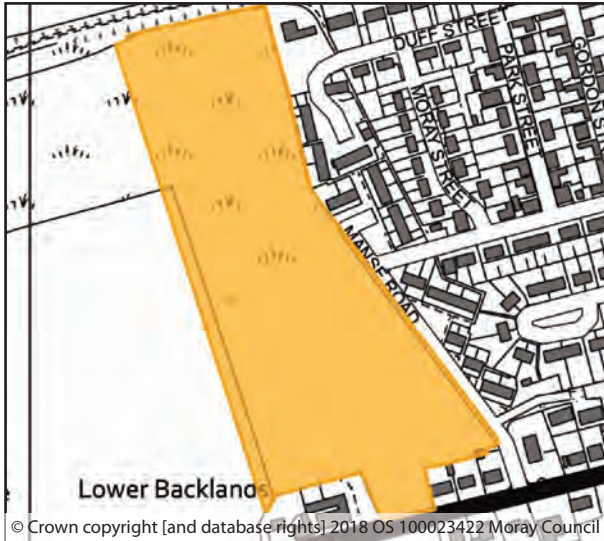 DUFF STREET
PARK STREET
MORAY STREET
MANSE ROAD
Lower Backlands
© Crown copyright [and database rights] 2018 OS 100023422 Moray Council